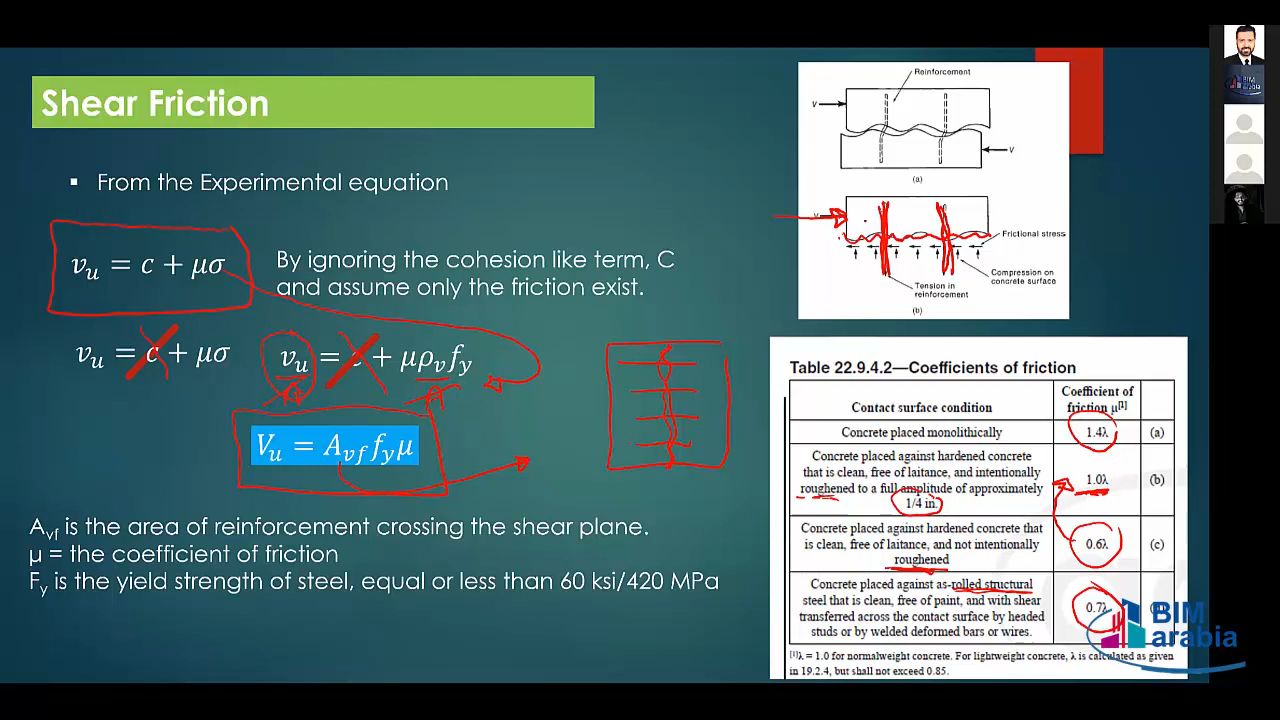 Shear Friction
▪ From the Experimental equation
vᵤ = c + μσ
By ignoring the cohesion like term, C
and assume only the friction exist.
vᵤ = c + μσ
vᵤ = c + μρᵥf_y
Vᵤ = A_vf f_y μ
A_vf is the area of reinforcement crossing the shear plane.
μ = the coefficient of friction
F_y is the yield strength of steel, equal or less than 60 ksi/420 MPa
Reinforcement
V
V
(a)
V
Frictional stress
Compression on
concrete surface
Tension in
reinforcement
(b)
Table 22.9.4.2—Coefficients of friction
Contact surface condition
Coefficient of
friction μ[1]
Concrete placed monolithically
1.4λ
(a)
Concrete placed against hardened concrete
that is clean, free of laitance, and intentionally
roughened to a full amplitude of approximately
1/4 in.
1.0λ
(b)
Concrete placed against hardened concrete that
is clean, free of laitance, and not intentionally
roughened
0.6λ
(c)
Concrete placed against as-rolled structural
steel that is clean, free of paint, and with shear
transferred across the contact surface by headed
studs or by welded deformed bars or wires.
0.7λ
[1]λ = 1.0 for normalweight concrete. For lightweight concrete, λ is calculated as given
in 19.2.4, but shall not exceed 0.85.
BIM
arabia
BIM
arabia